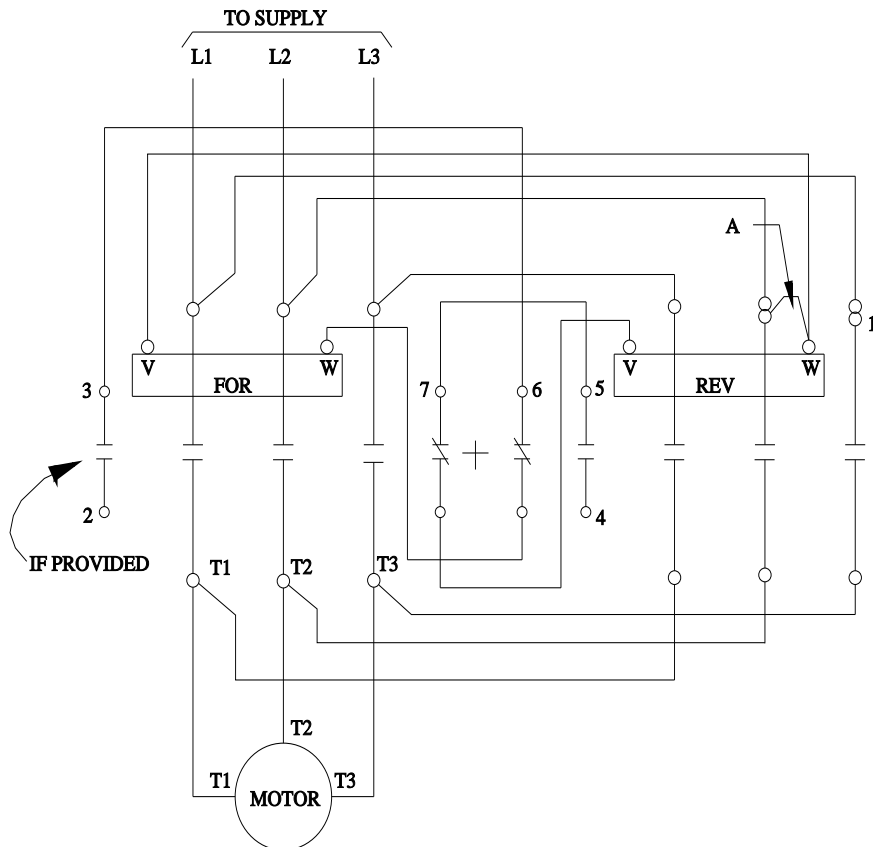 TO SUPPLY
L1 L2 L3
A
1
V W V W
FOR REV
3 7 6 5
2 4
IF PROVIDED
T1 T2 T3
T2
T1 T3
MOTOR